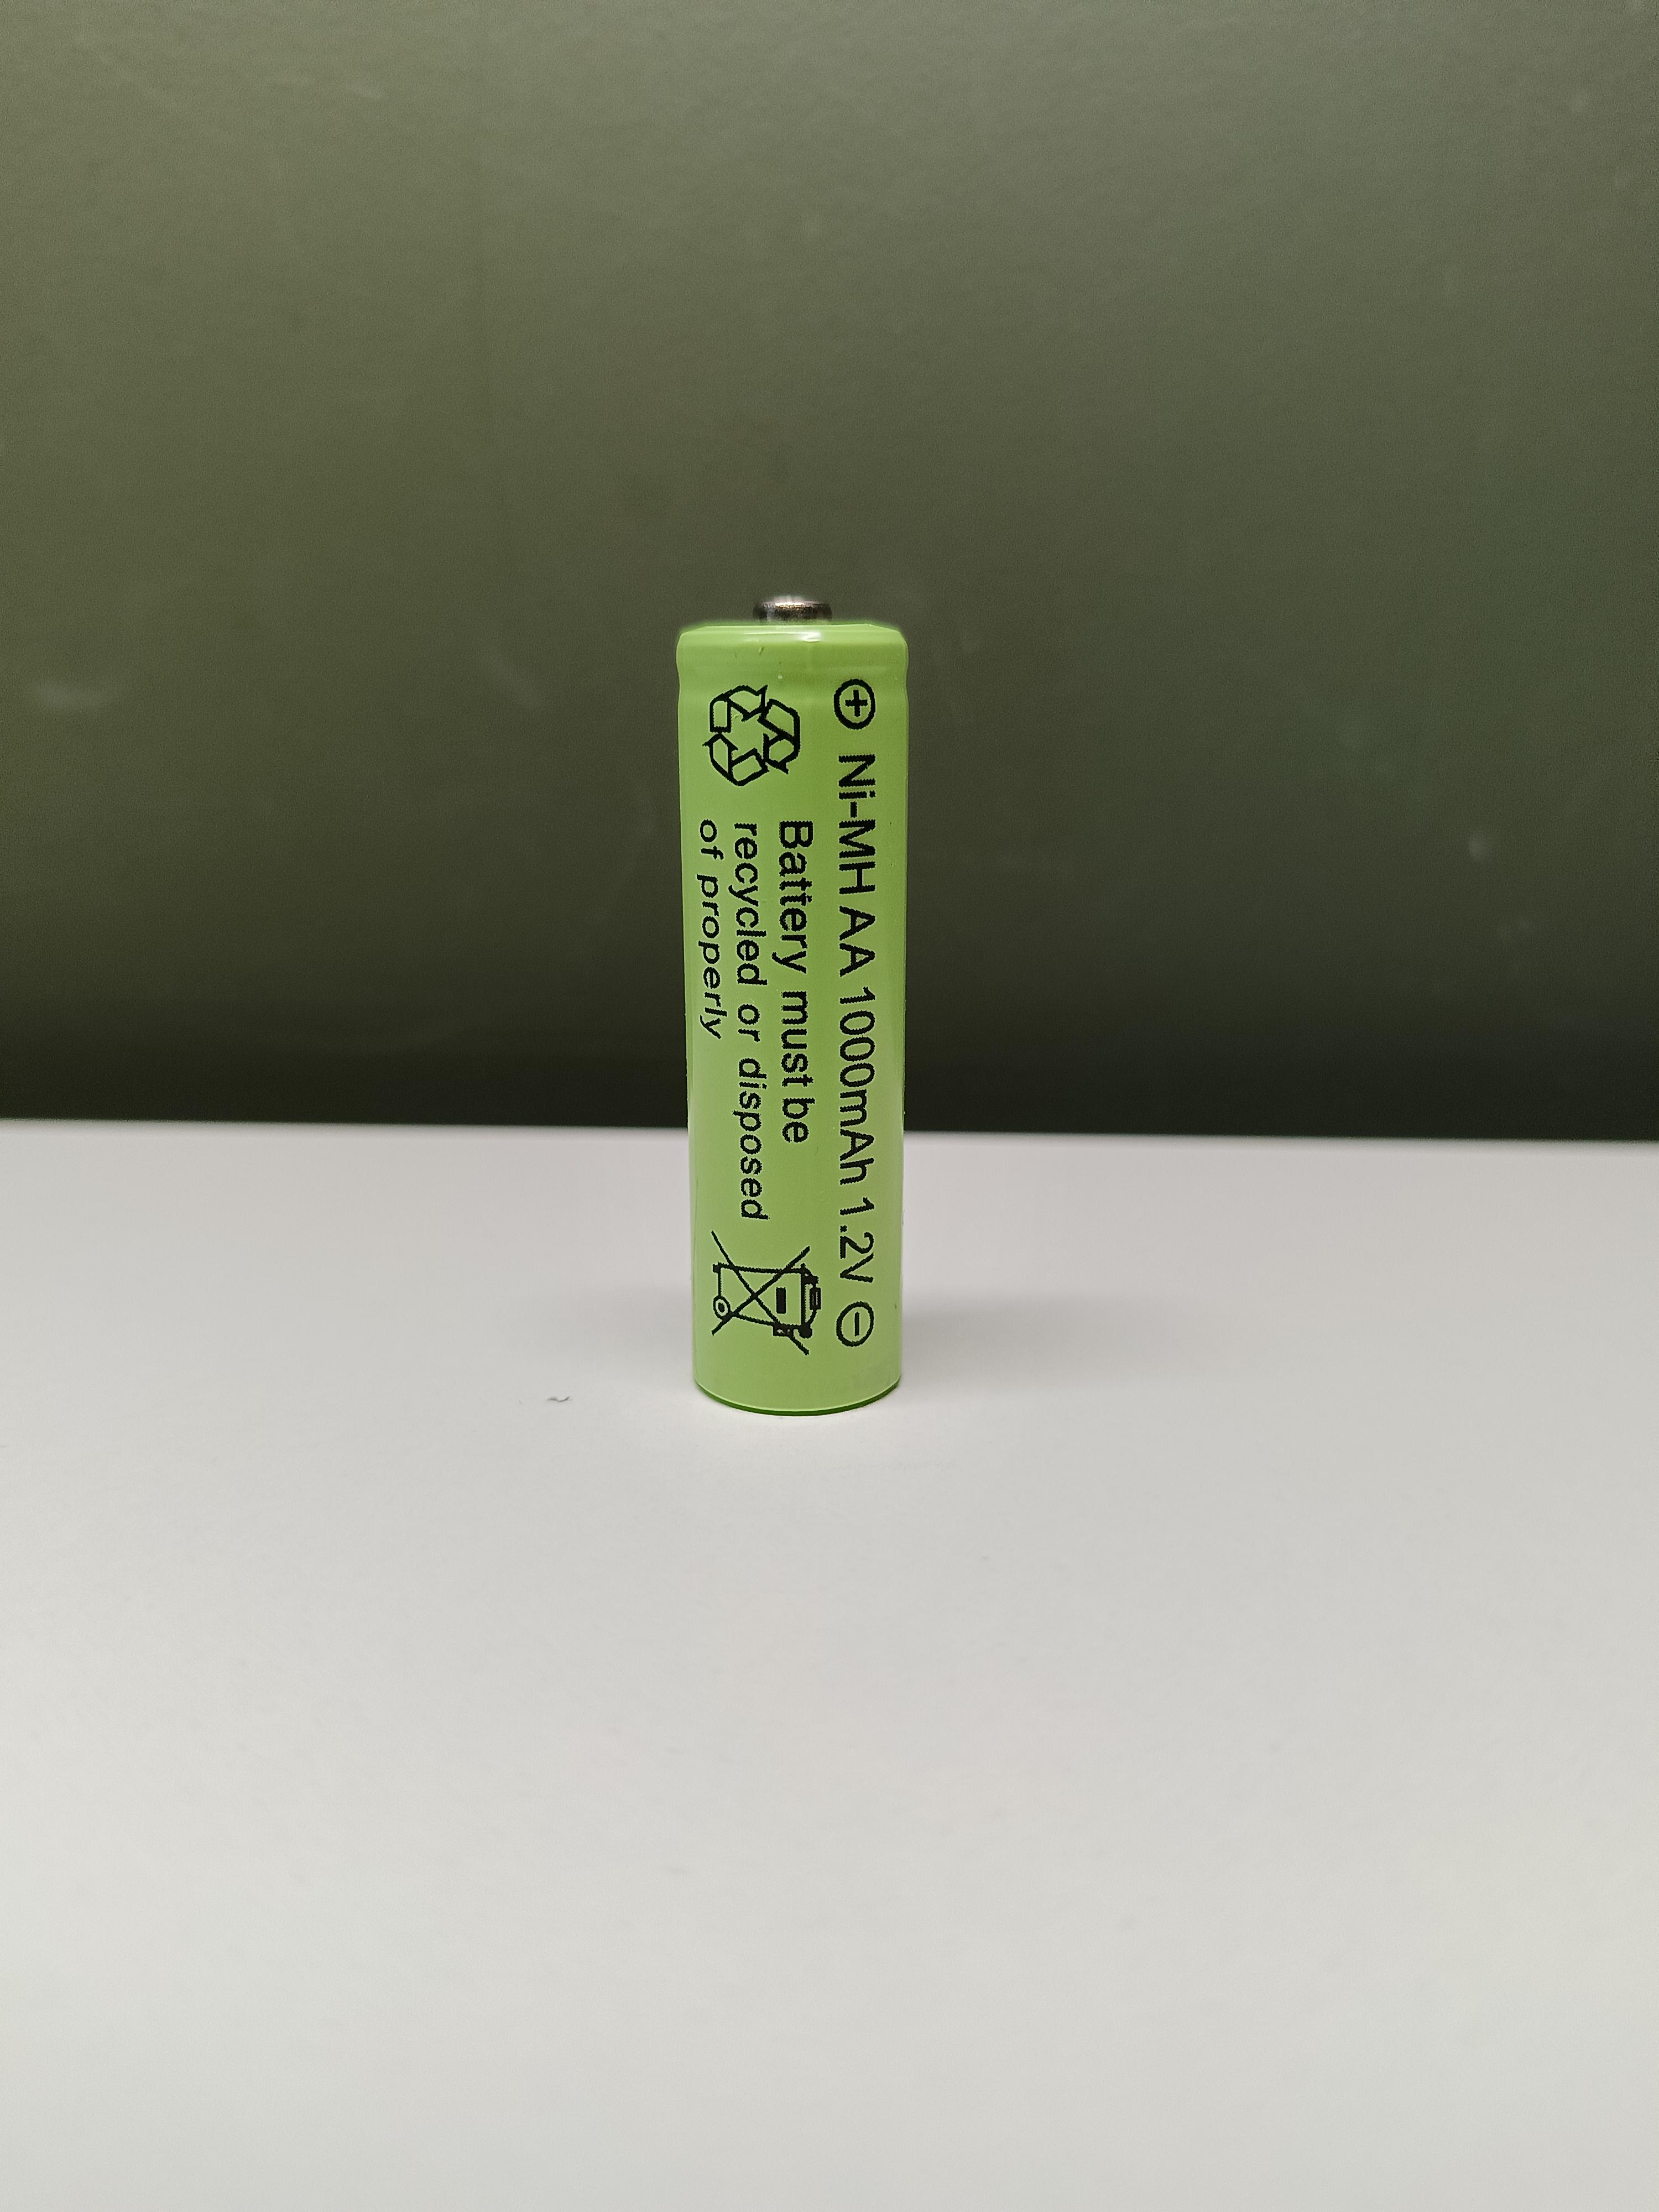 ⊕ Ni-MH AA 1000mAh 1.2V ⊖
Battery must be
recycled or disposed
of properly